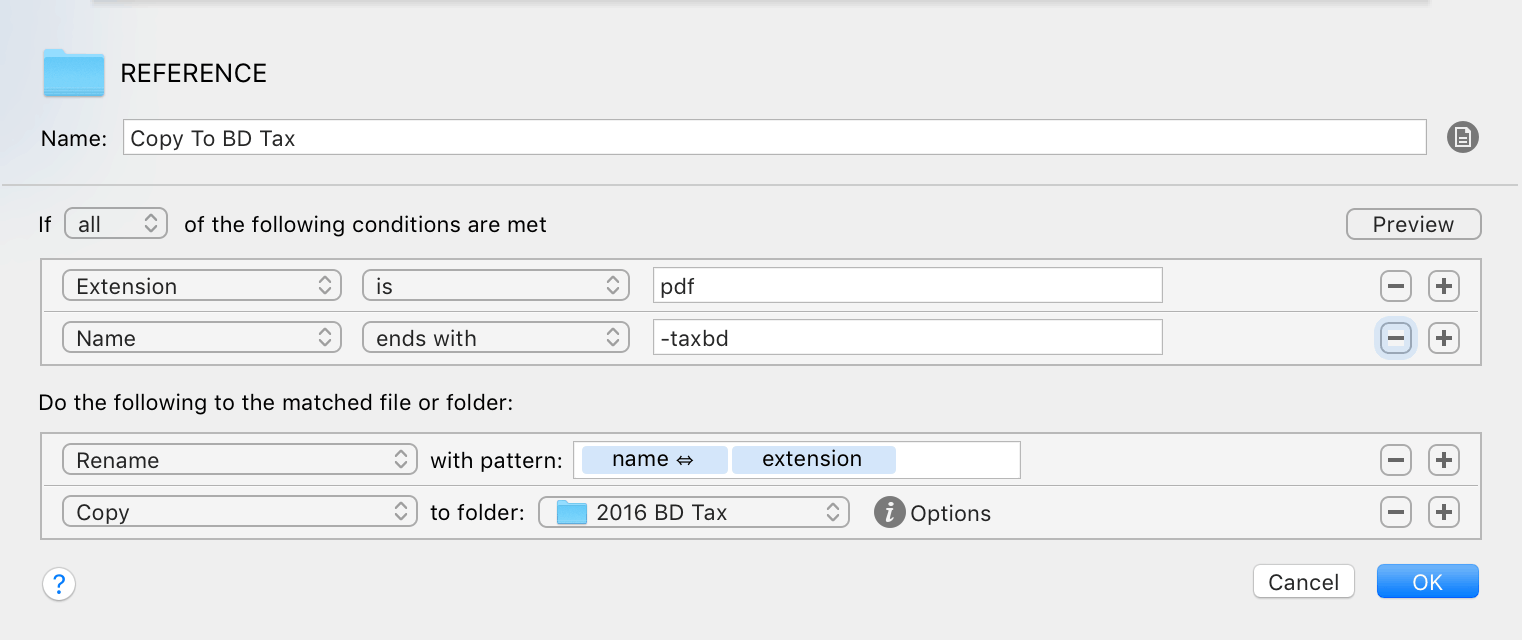 REFERENCE
Name: Copy To BD Tax
If all of the following conditions are met Preview
Extension is pdf
Name ends with -taxbd
Do the following to the matched file or folder:
Rename with pattern: name ⇔ extension
Copy to folder: 2016 BD Tax i Options
? Cancel OK